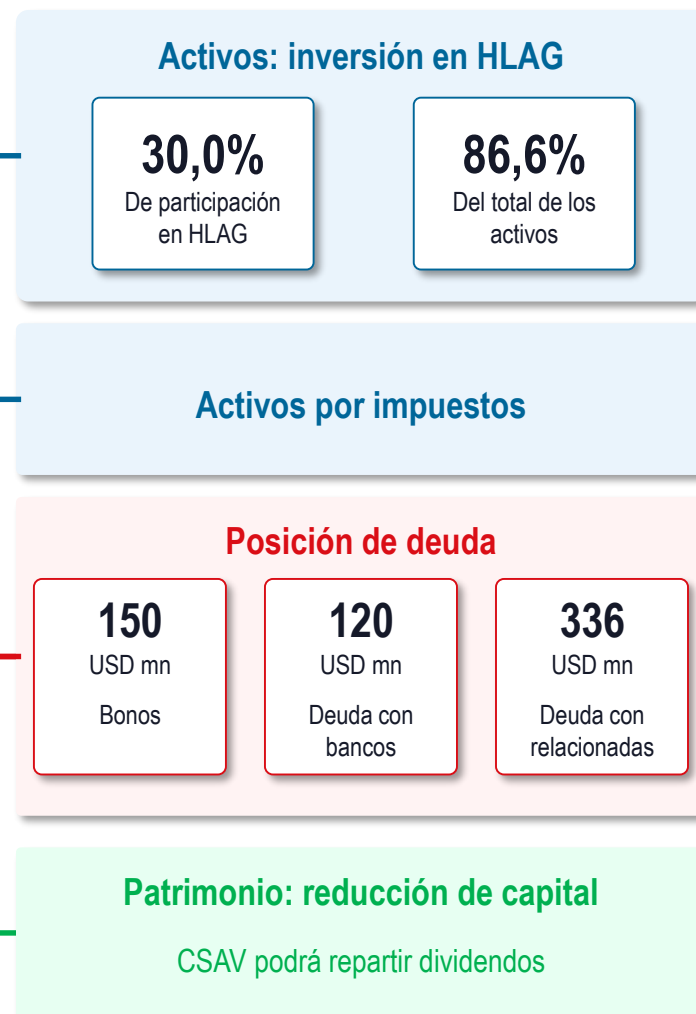 Activos: inversión en HLAG
30,0%
De participación
en HLAG
86,6%
Del total de los
activos
Activos por impuestos
Posición de deuda
150
USD mn
Bonos
120
USD mn
Deuda con
bancos
336
USD mn
Deuda con
relacionadas
Patrimonio: reducción de capital
CSAV podrá repartir dividendos